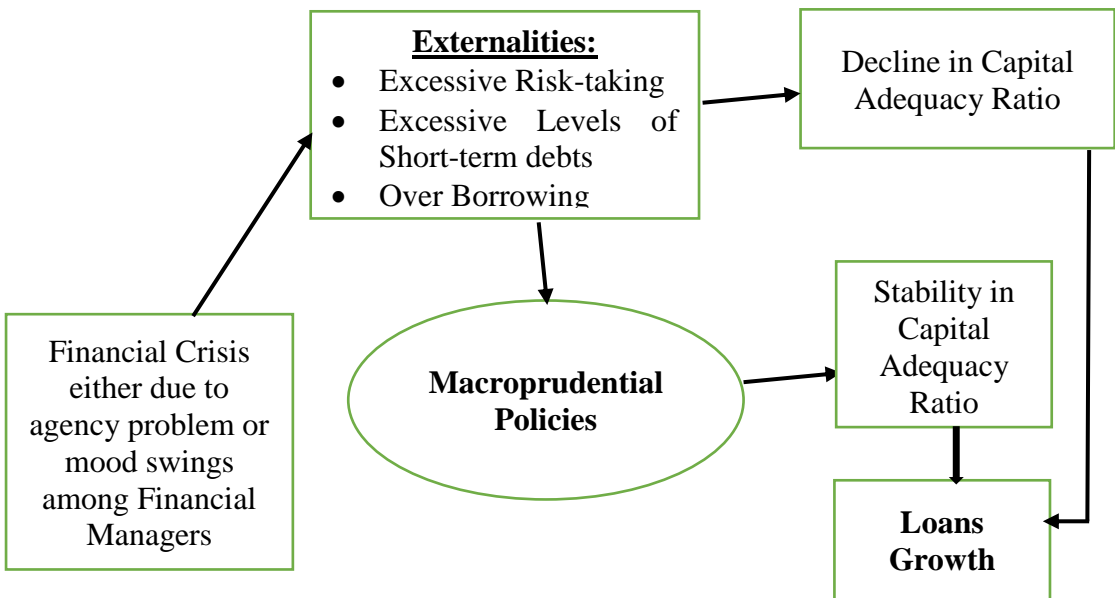 Externalities:
• Excessive Risk-taking
• Excessive Levels of
Short-term debts
• Over Borrowing
Decline in Capital
Adequacy Ratio
Financial Crisis
either due to
agency problem or
mood swings
among Financial
Managers
Macroprudential
Policies
Stability in
Capital
Adequacy
Ratio
Loans
Growth